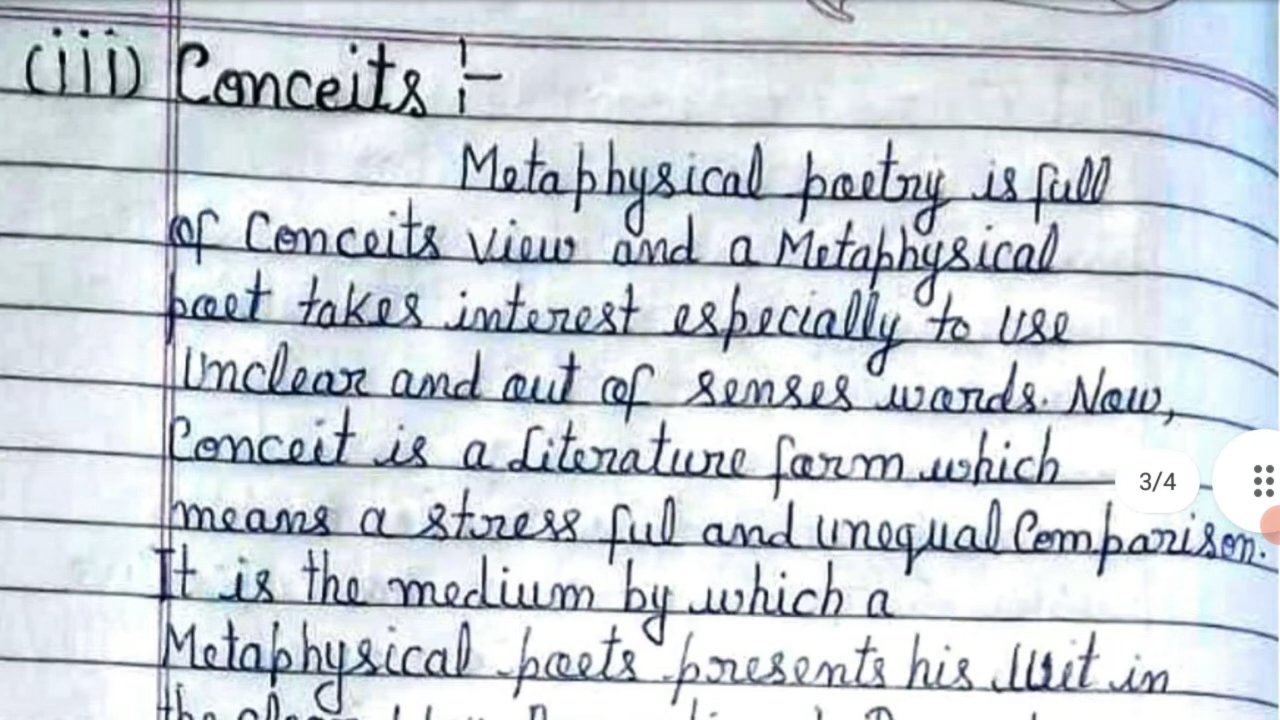 (iii) Conceits :-
Metaphysical poetry is full
of Conceits view and a Metaphysical
poet takes interest especially to use
Unclear and out of senses words. Now,
Conceit is a Literature form which
means a stress ful and unequal Comparison.
It is the medium by which a
Metaphysical poets presents his Wit in
the
3/4